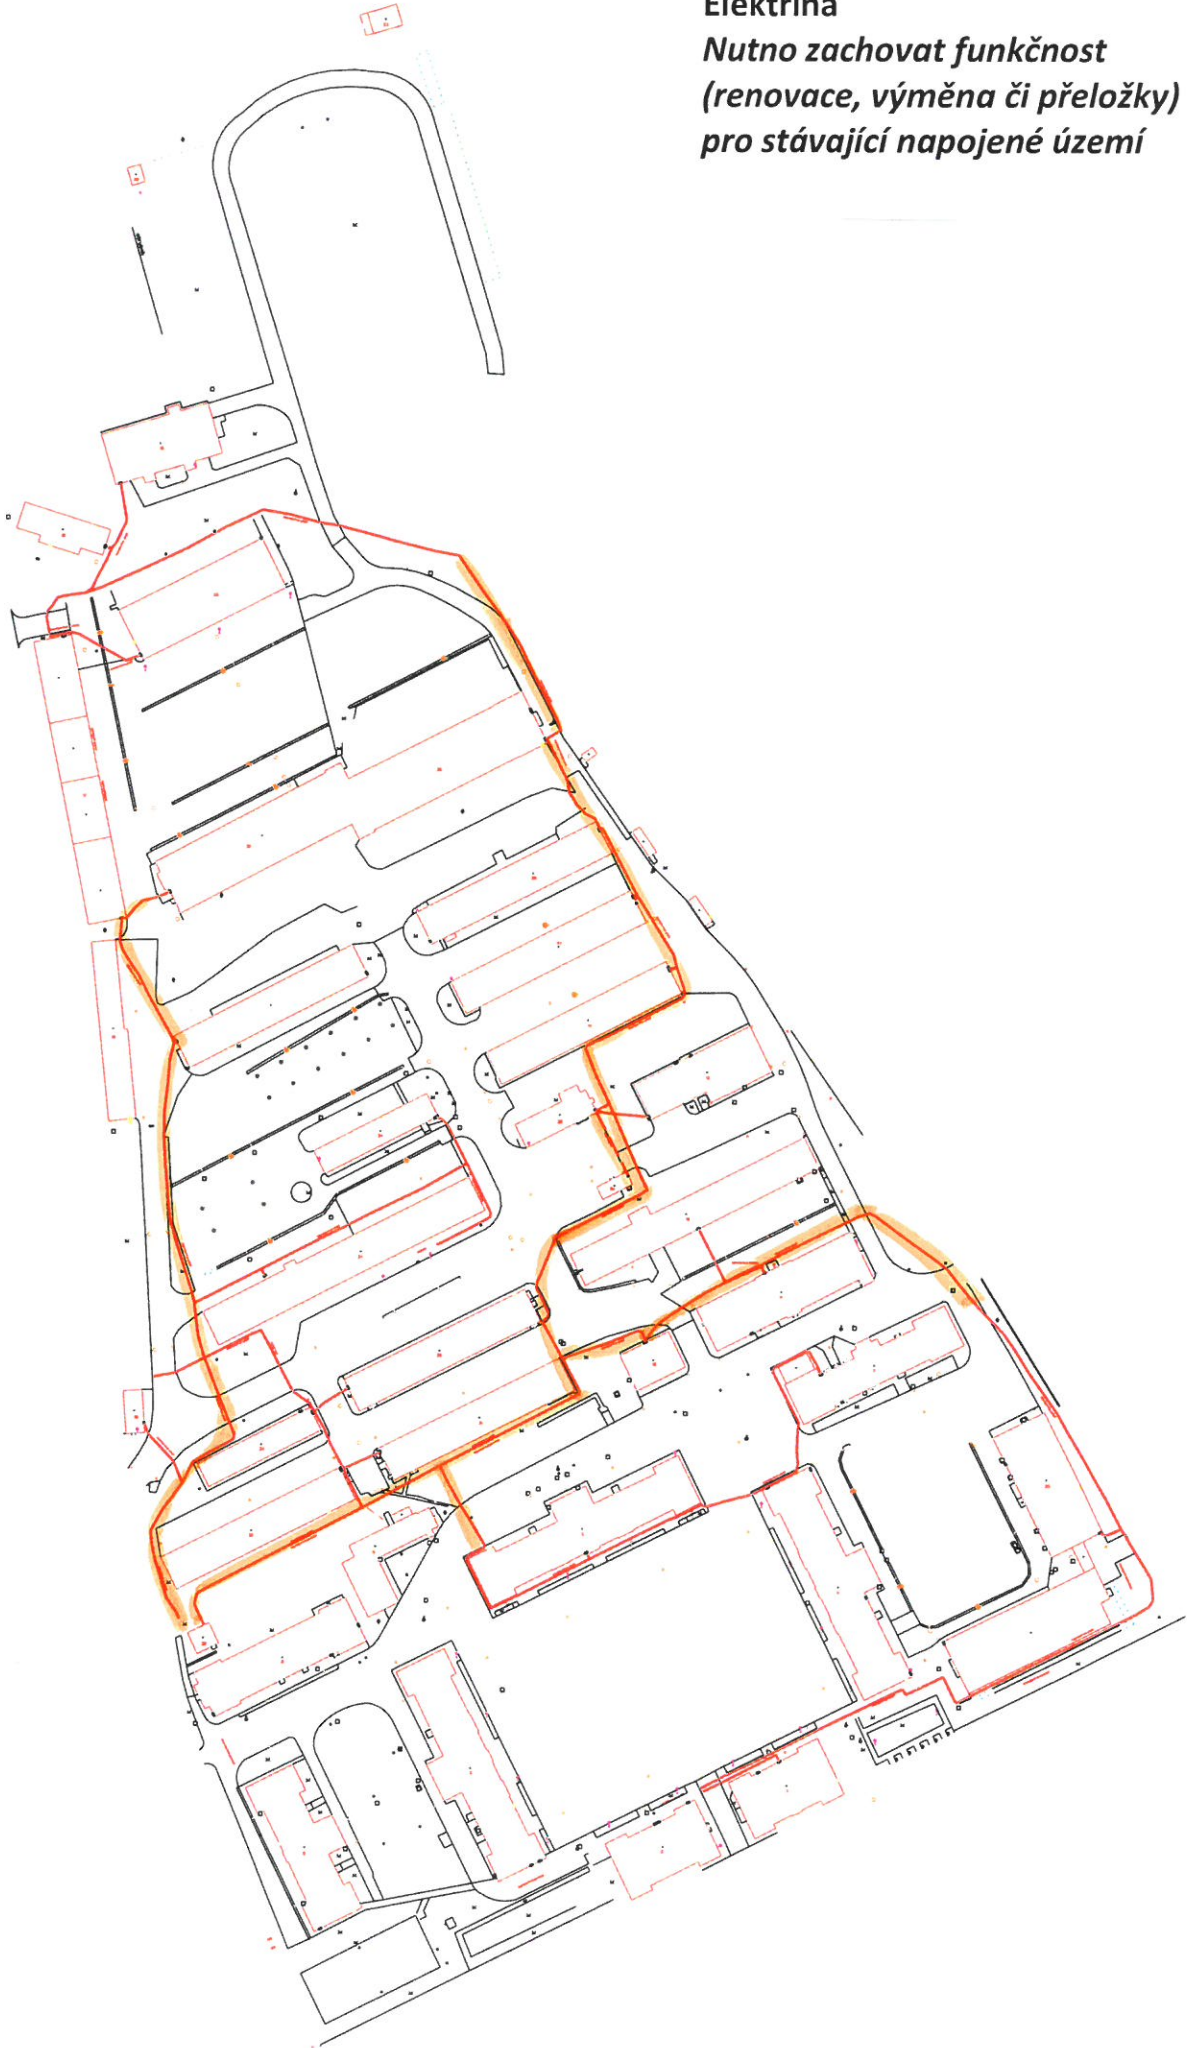 Elektřina
Nutno zachovat funkčnost
(renovace, výměna či přeložky)
pro stávající napojené území